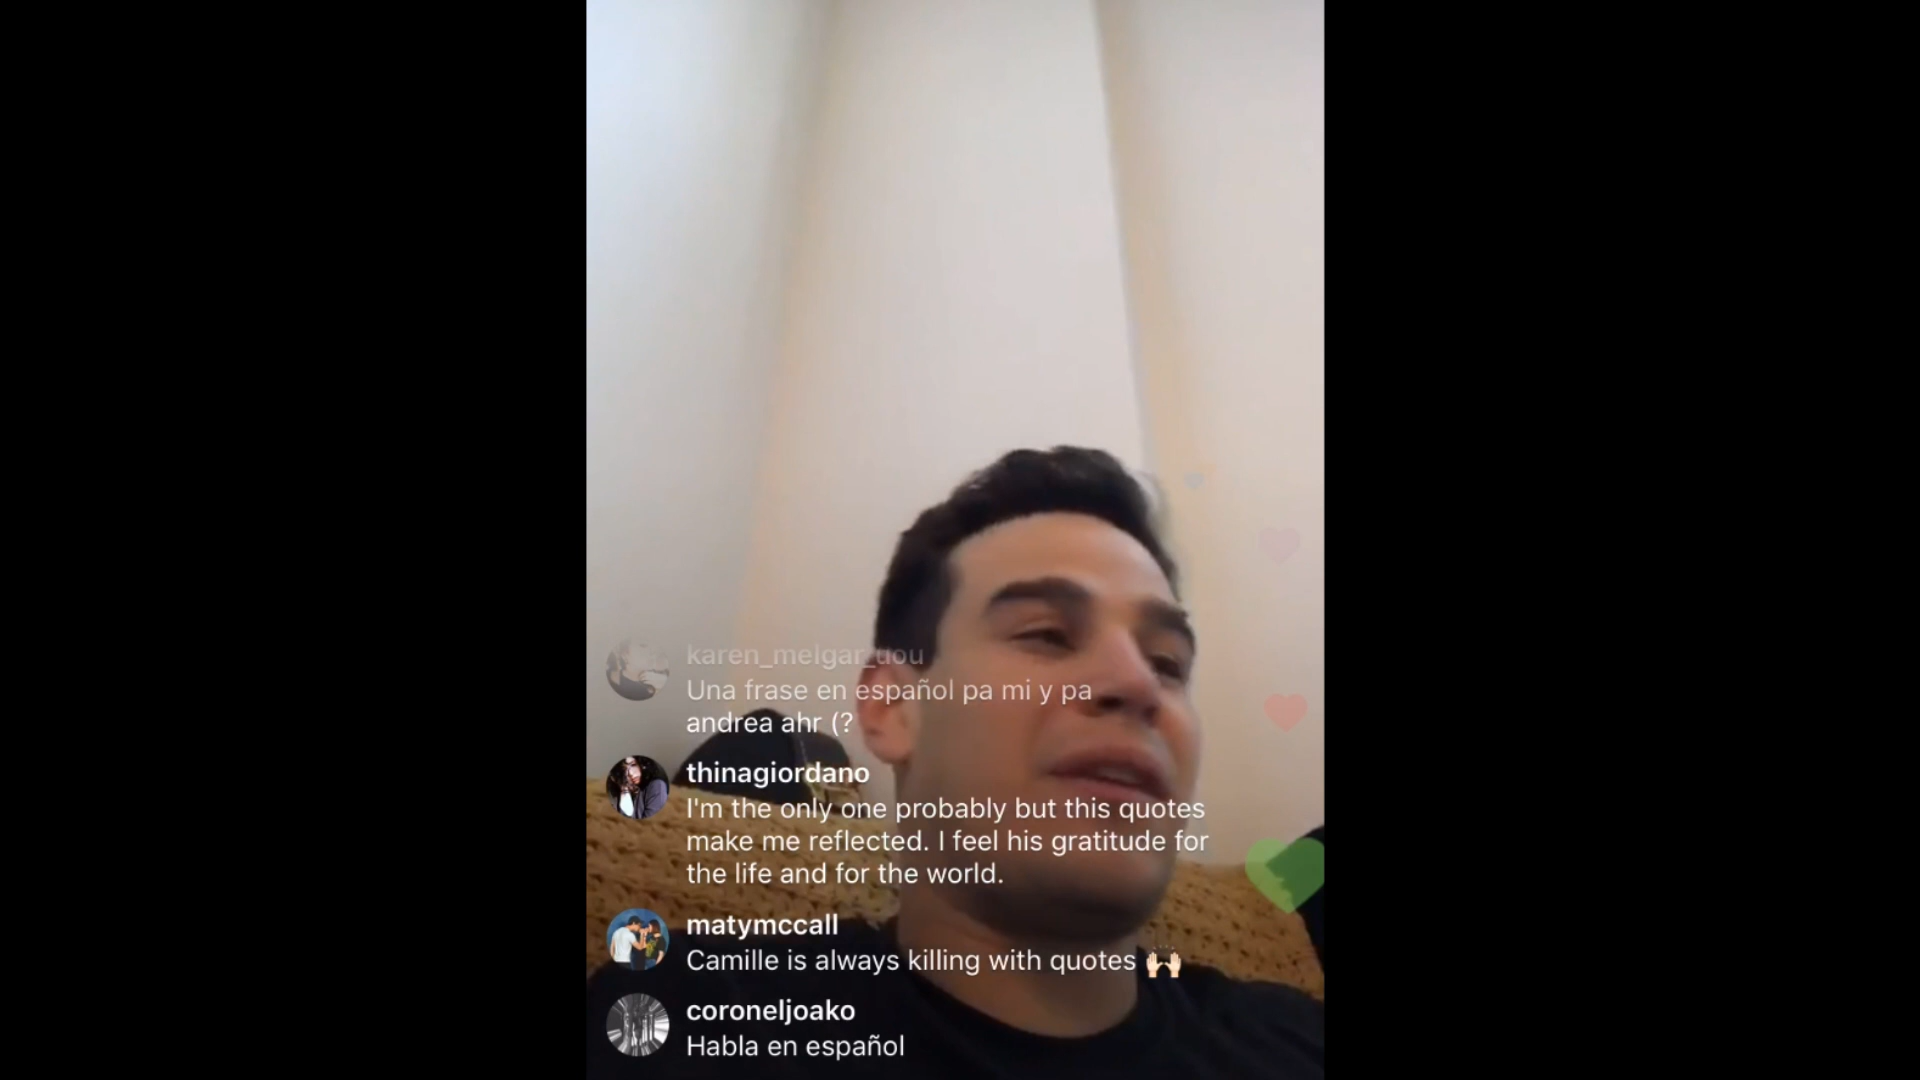 karen_melgar_uou
Una frase en español pa mi y pa
andrea ahr (?
thinagiordano
I'm the only one probably but this quotes
make me reflected. I feel his gratitude for
the life and for the world.
matymccall
Camille is always killing with quotes 🙌🏻
coroneljoako
Habla en español